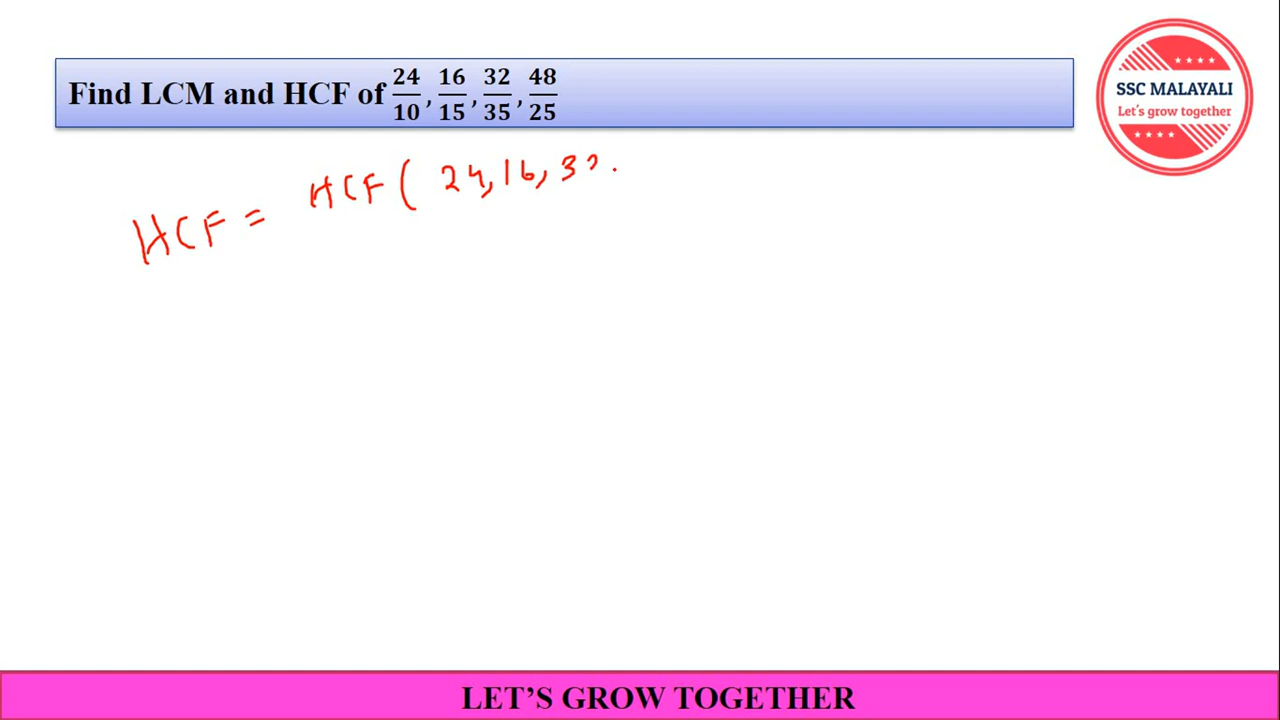 Find LCM and HCF of 24/10, 16/15, 32/35, 48/25
SSC MALAYALI
Let's grow together
HCF = HCF ( 24, 16, 32
LET'S GROW TOGETHER